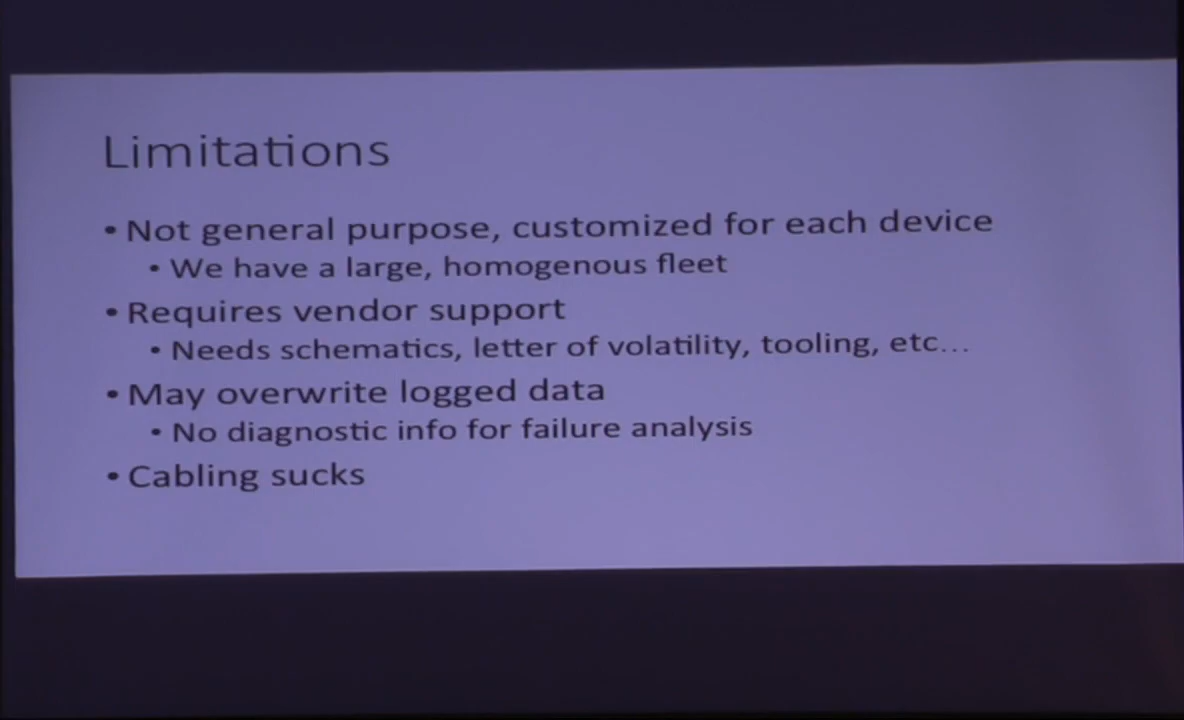 Limitations
• Not general purpose, customized for each device
• We have a large, homogenous fleet
• Requires vendor support
• Needs schematics, letter of volatility, tooling, etc...
• May overwrite logged data
• No diagnostic info for failure analysis
• Cabling sucks